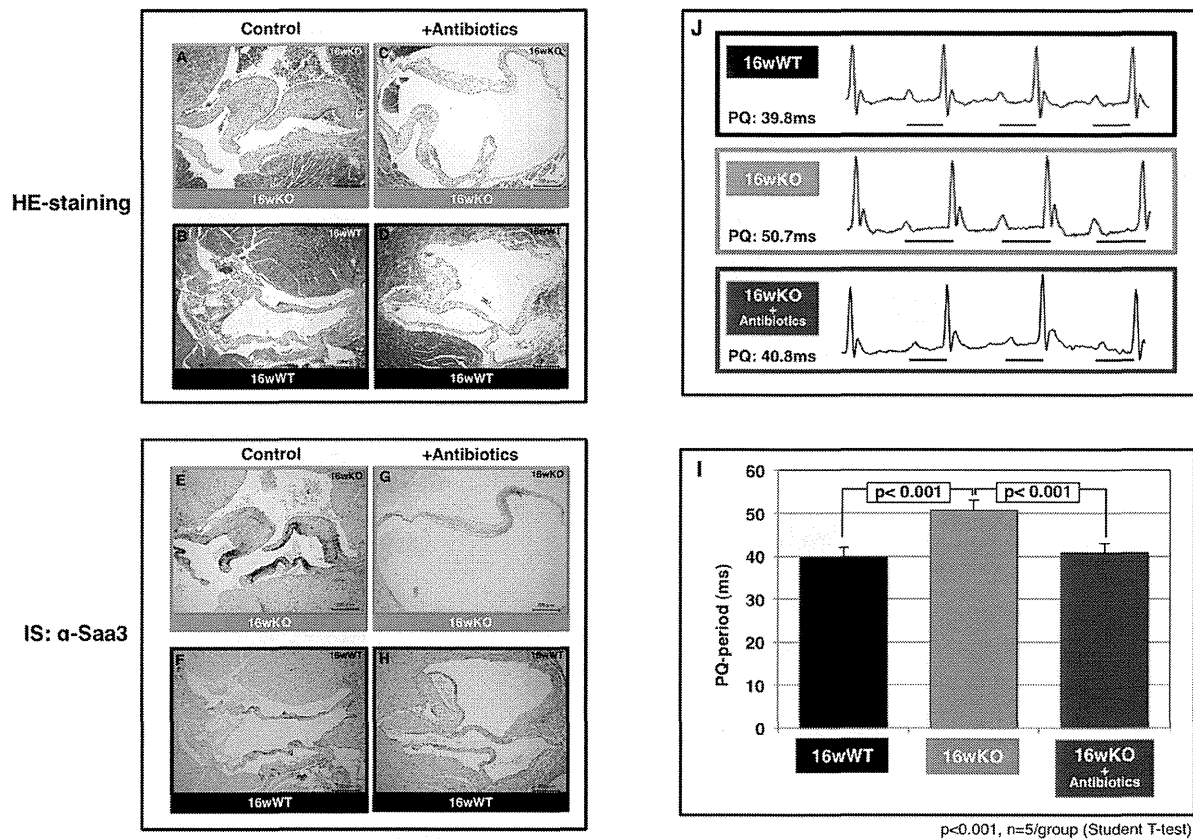 Control
+Antibiotics
HE-staining
A
16wKO
16wKO
C
16wKO
16wKO
B
16wWT
16wWT
D
16wWT
16wWT
Control
+Antibiotics
IS: α-Saa3
E
16wKO
16wKO
G
16wKO
16wKO
F
16wWT
16wWT
H
16wWT
16wWT
J
16wWT
PQ: 39.8ms
16wKO
PQ: 50.7ms
16wKO
+
Antibiotics
PQ: 40.8ms
I
60
50
40
30
20
10
0
PQ-period (ms)
p< 0.001
p< 0.001
16wWT
16wKO
16wKO
+
Antibiotics
p<0.001, n=5/group (Student T-test)